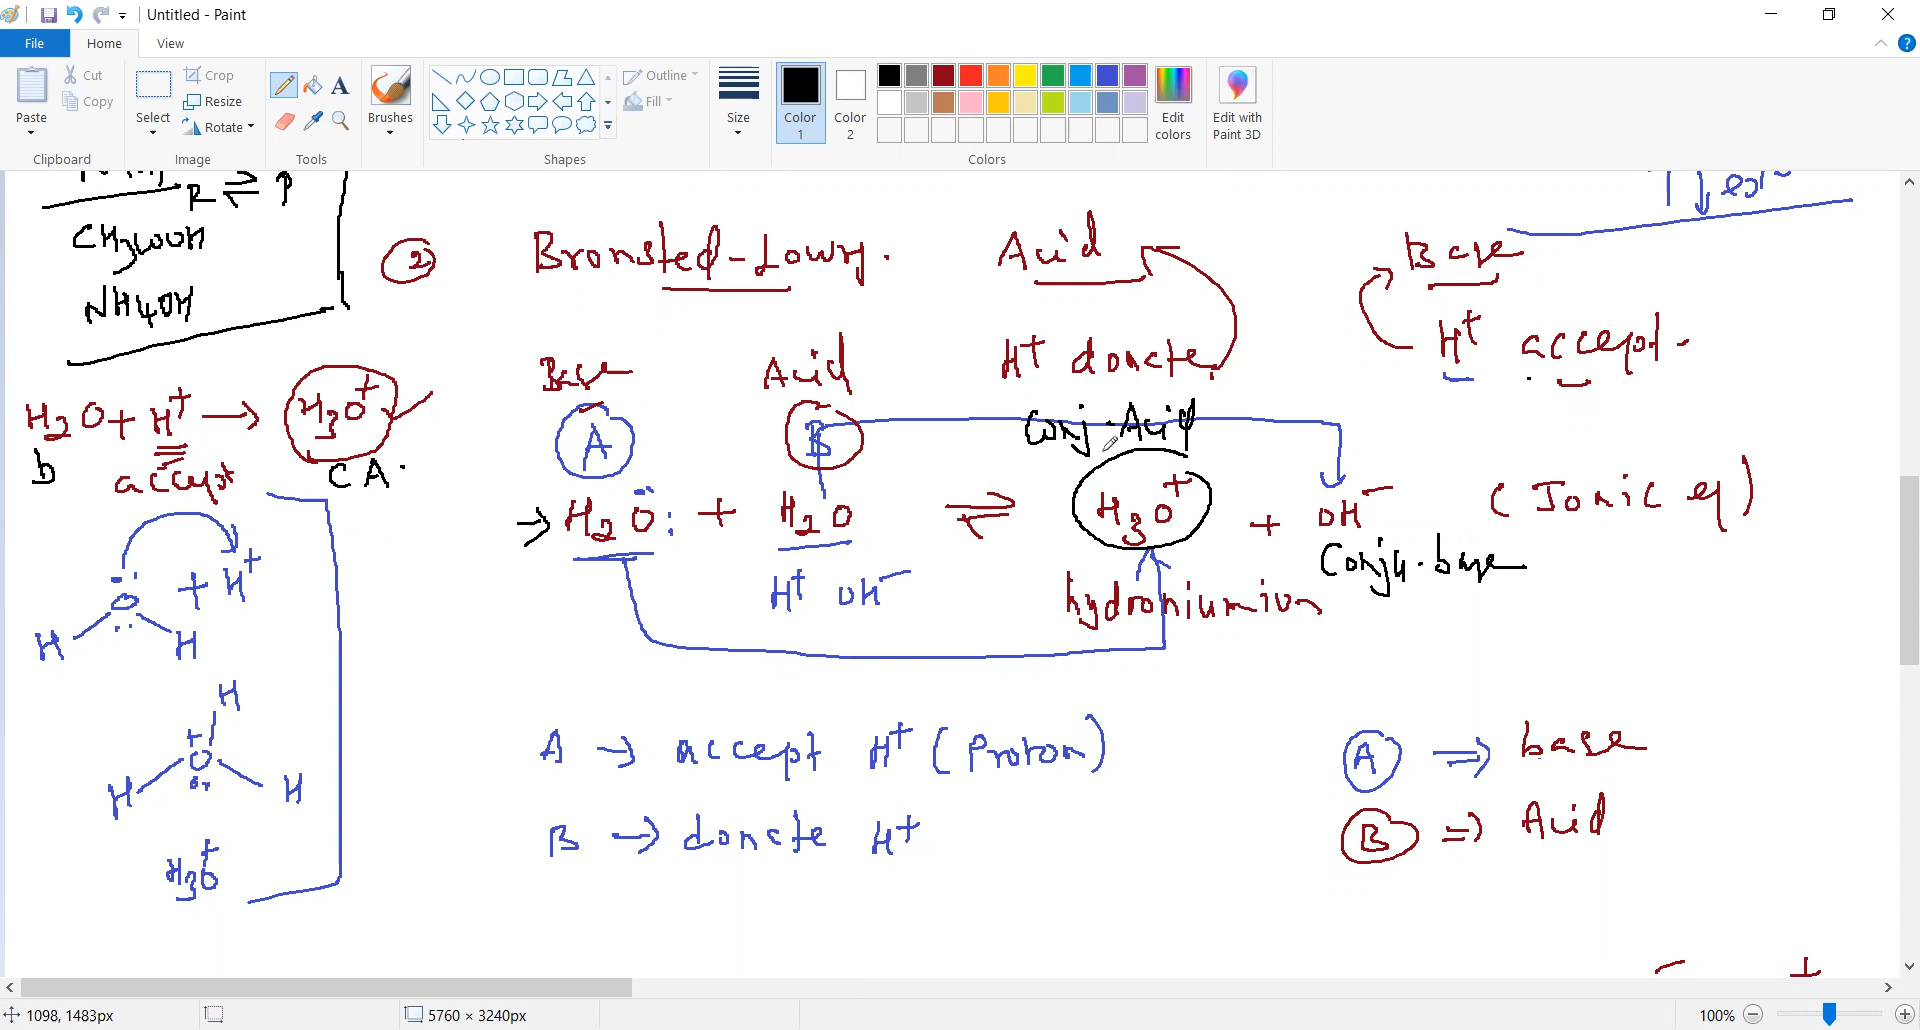 Untitled - Paint
File Home View
Paste Cut Copy Clipboard
Select Crop Resize Rotate Image
Tools
Brushes
Shapes
Outline Fill
Size
Color 1 Color 2
Edit colors
Edit with Paint 3D
Colors
R ⇌ P
CH3COOH
NH4OH
2 Bronsted-Lowry. Acid Base
H+ donate. H+ accept.
Base Acid
A B Conj. Acid
H2O + H+ → H3O+
b accept CA.
→ H2O: + H2O ⇌ H3O+ + OH− (Ionic eq)
H+ OH− hydronium ion Conju. base
O + H+
H H
H
+
H O H
H3O+
A → accept H+ (Proton) A ⇒ base
B → donate H+ B ⇒ Acid
1098, 1483px 5760 × 3240px 100%